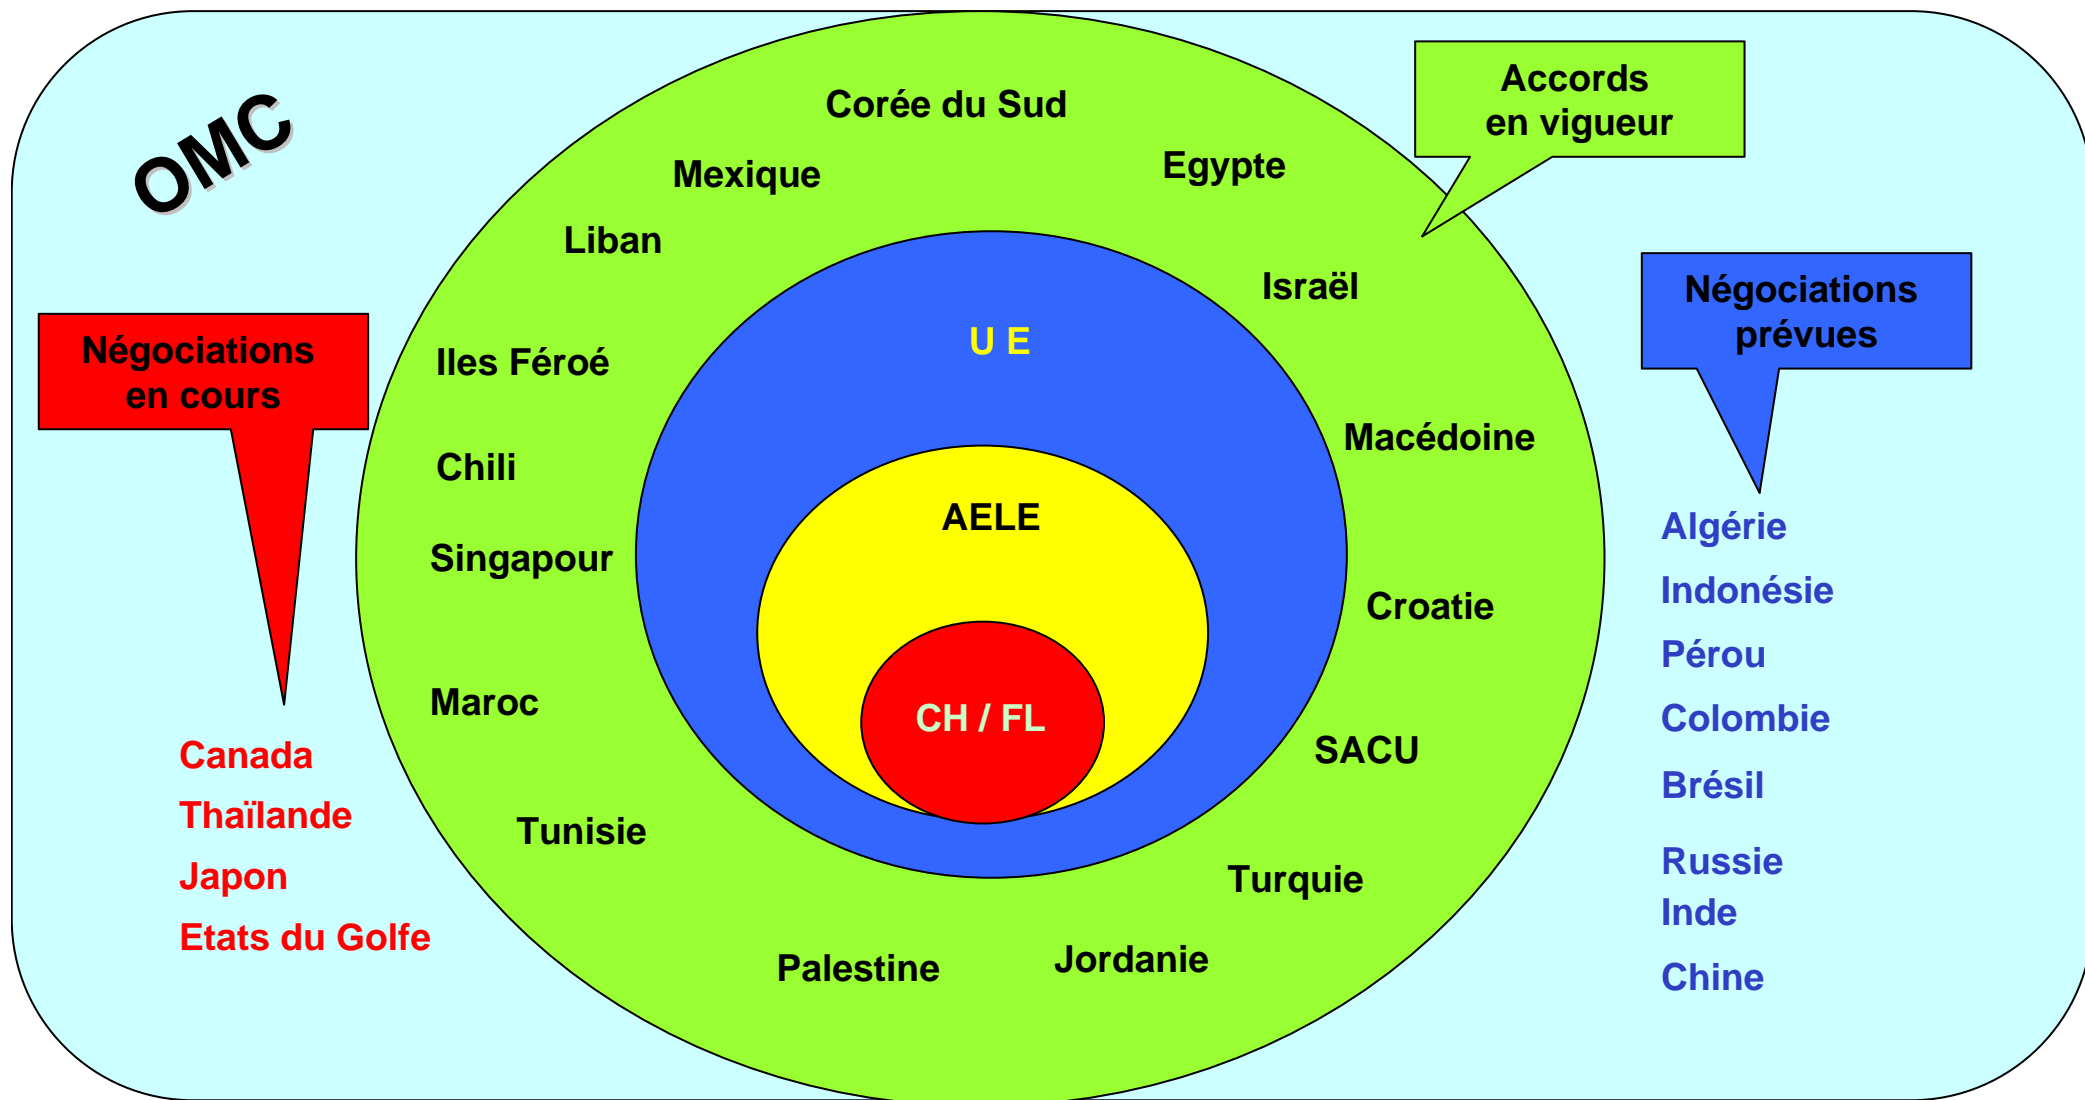 OMC
Accords
en vigueur
Corée du Sud
Mexique
Egypte
Liban
Israël
Négociations
prévues
Négociations
en cours
U E
Iles Féroé
Macédoine
Chili
AELE
Singapour
Croatie
Maroc
CH / FL
SACU
Tunisie
Turquie
Palestine
Jordanie
Canada
Thaïlande
Japon
Etats du Golfe
Algérie
Indonésie
Pérou
Colombie
Brésil
Russie
Inde
Chine